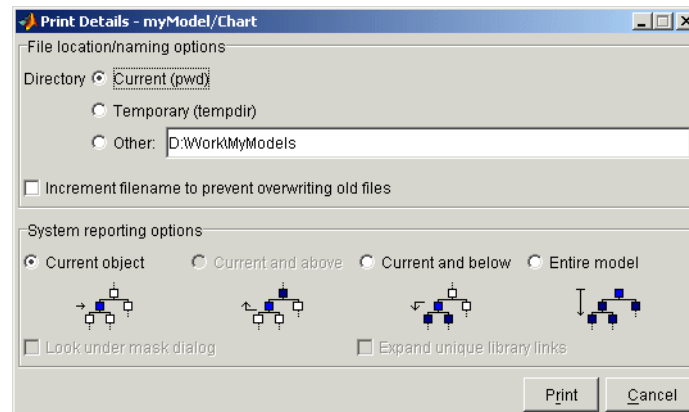 Print Details - myModel/Chart
File location/naming options
Directory Current (pwd)
Temporary (tempdir)
Other: D:\Work\MyModels
Increment filename to prevent overwriting old files
System reporting options
Current object Current and above Current and below Entire model
Look under mask dialog Expand unique library links
Print Cancel